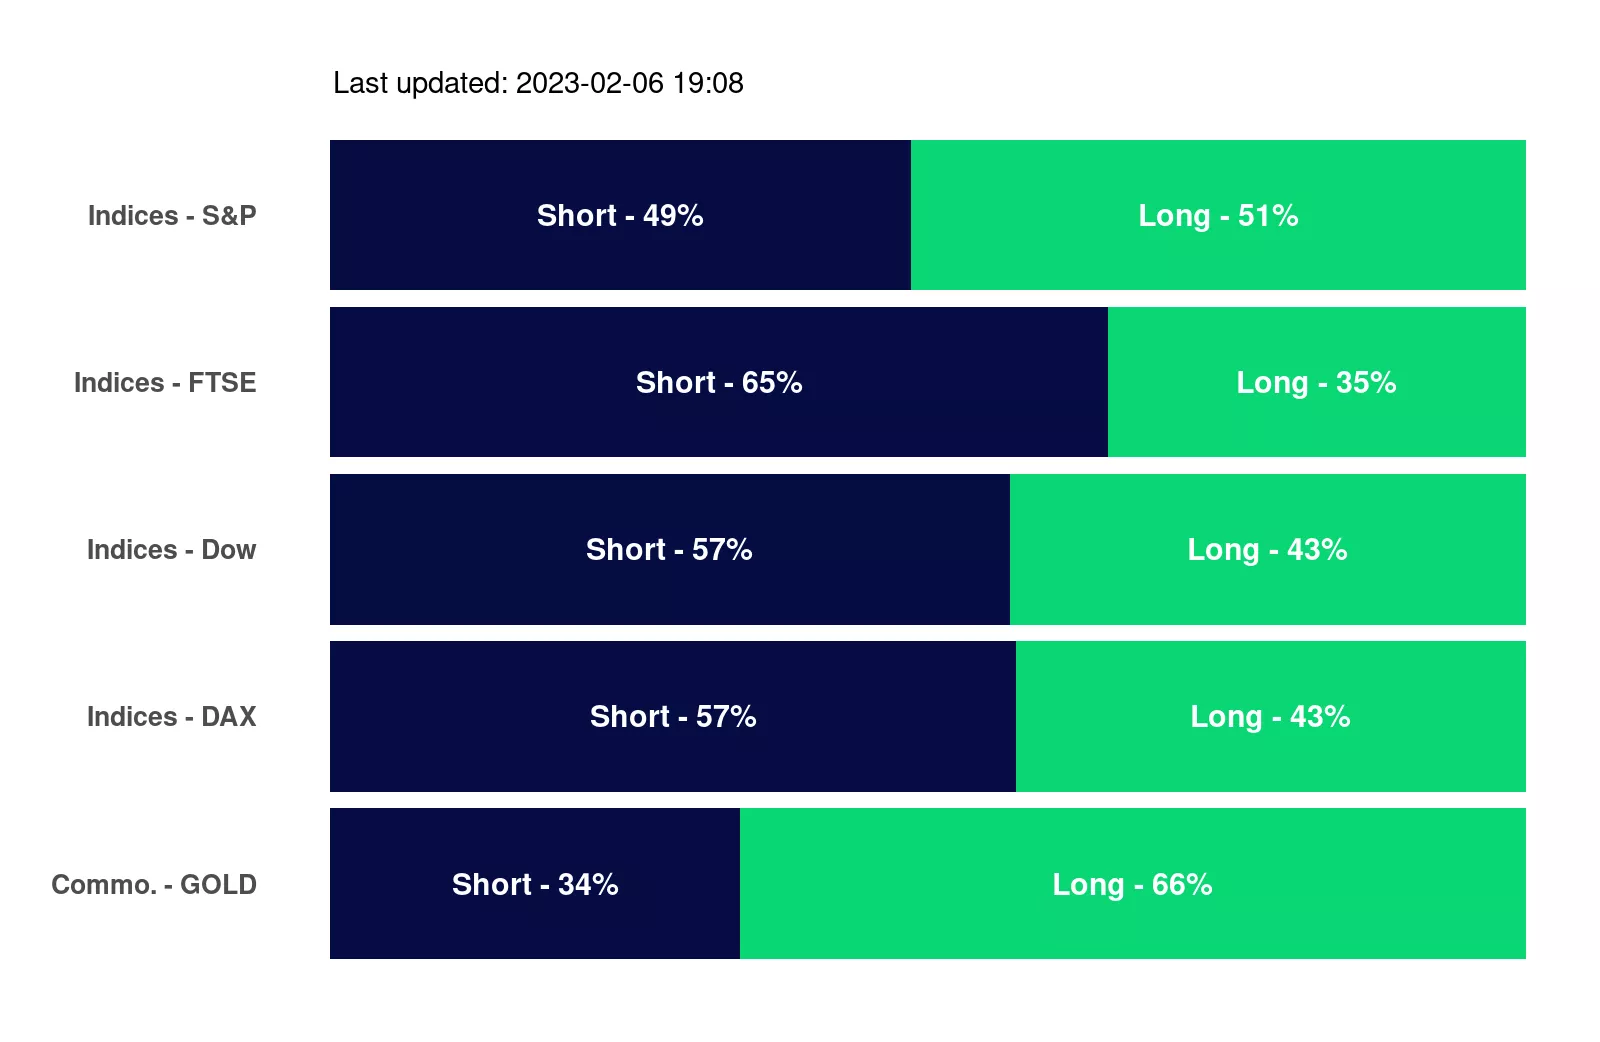 Last updated: 2023-02-06 19:08
Indices - S&P Short - 49% Long - 51%
Indices - FTSE Short - 65% Long - 35%
Indices - Dow Short - 57% Long - 43%
Indices - DAX Short - 57% Long - 43%
Commo. - GOLD Short - 34% Long - 66%